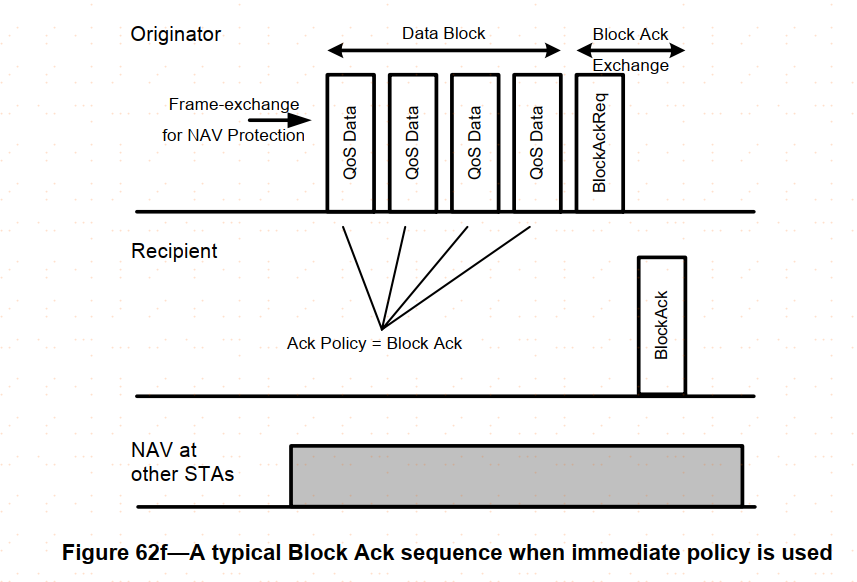 Originator
Data Block
Block Ack
Exchange
Frame-exchange
for NAV Protection
QoS Data
QoS Data
QoS Data
QoS Data
BlockAckReq
Recipient
BlockAck
Ack Policy = Block Ack
NAV at
other STAs
Figure 62f—A typical Block Ack sequence when immediate policy is used